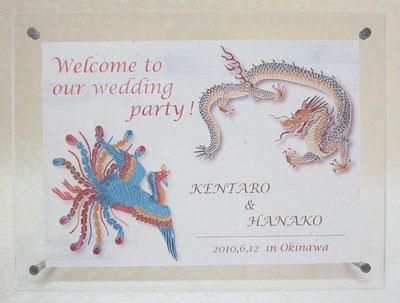 Welcome to
our wedding
party!
KENTARO
&
HANAKO
2010,6,12 in Okinawa